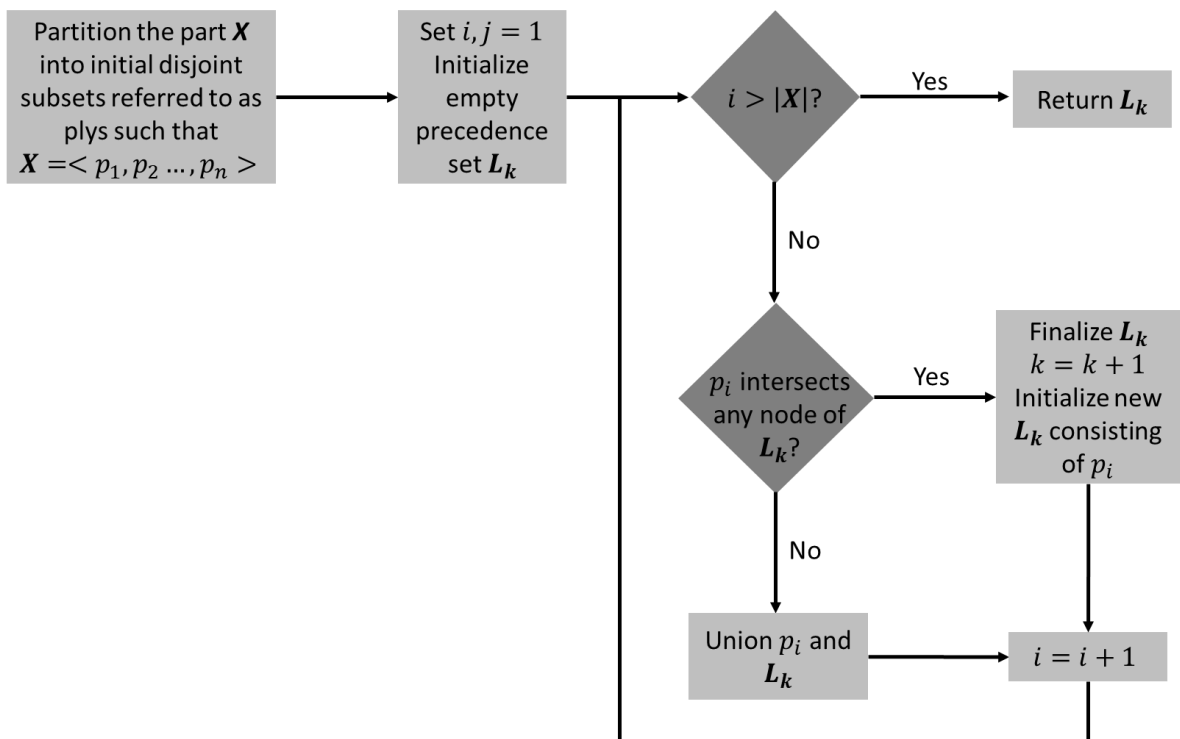 Partition the part X
into initial disjoint
subsets referred to as
plys such that
X =< p₁, p₂ ..., pₙ >
Set i, j = 1
Initialize
empty
precedence
set Lₖ
i > |X|?
Yes
Return Lₖ
No
pᵢ intersects
any node of
Lₖ?
Yes
Finalize Lₖ
k = k + 1
Initialize new
Lₖ consisting
of pᵢ
No
Union pᵢ and
Lₖ
i = i + 1